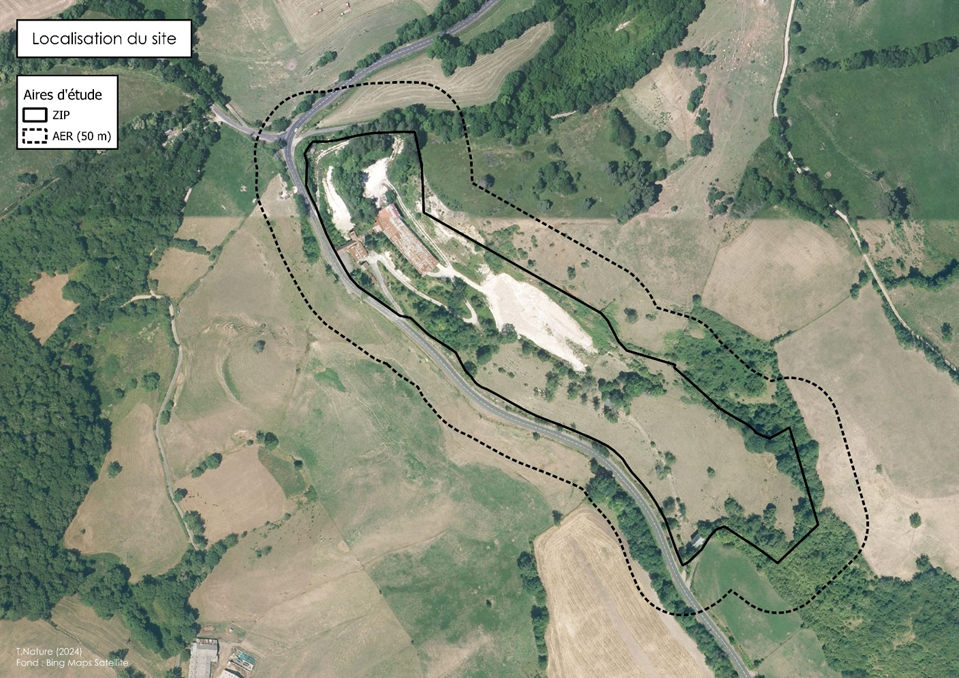 Localisation du site
Aires d'étude
ZIP
AER (50 m)
T.Nature (2024)
Fond : Bing Maps Satellite